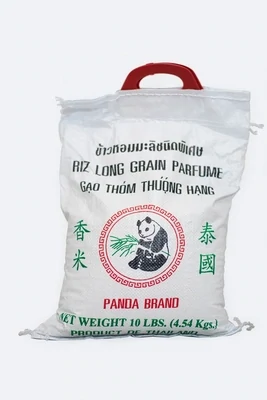 ข้าวหอมมะลิชนิดพิเศษ
RIZ LONG GRAIN PARFUME
GẠO THƠM THƯỢNG HẠNG
香米
泰國
PANDA BRAND
NET WEIGHT 10 LBS. (4.54 Kgs.)
PRODUCT OF THAILAND